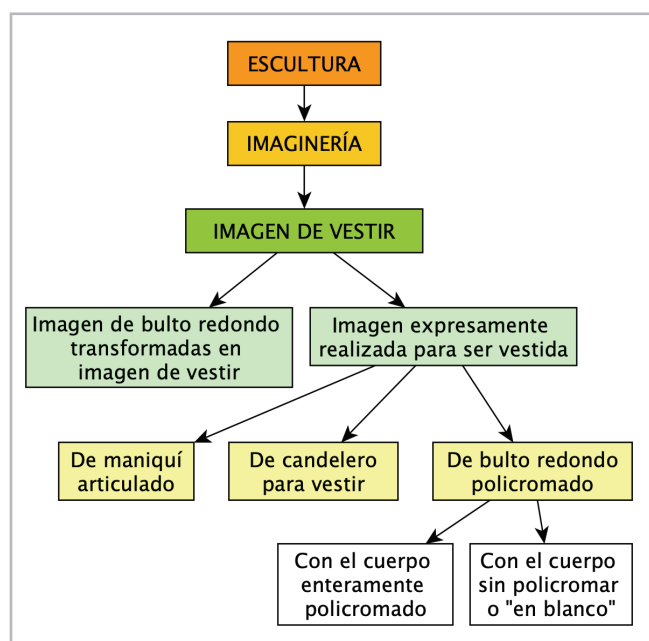 ESCULTURA
IMAGINERÍA
IMAGEN DE VESTIR
Imagen de bulto redondo
transformadas en
imagen de vestir
Imagen expresamente
realizada para ser vestida
De maniquí
articulado
De candelero
para vestir
De bulto redondo
policromado
Con el cuerpo
enteramente
policromado
Con el cuerpo
sin policromar
o "en blanco"